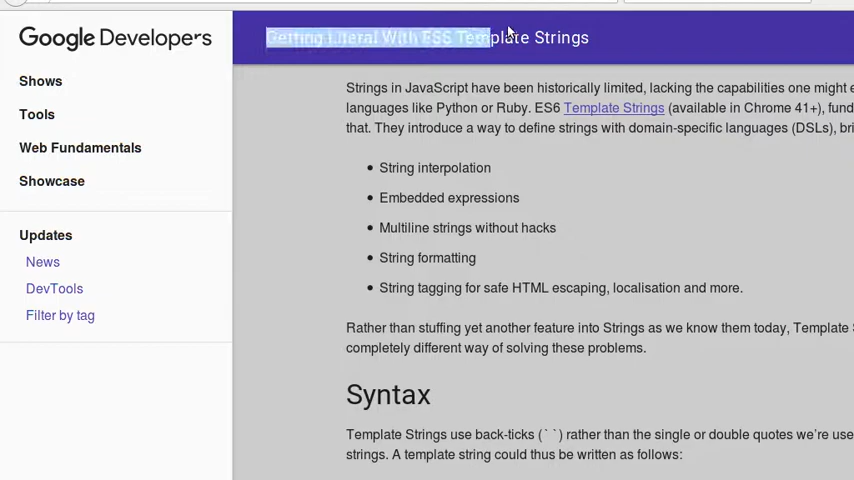 Google Developers
Shows
Tools
Web Fundamentals
Showcase
Updates
News
DevTools
Filter by tag
Getting Literal With ES6 Template Strings
Strings in JavaScript have been historically limited, lacking the capabilities one might e
languages like Python or Ruby. ES6 Template Strings (available in Chrome 41+), fund
that. They introduce a way to define strings with domain-specific languages (DSLs), bri
• String interpolation
• Embedded expressions
• Multiline strings without hacks
• String formatting
• String tagging for safe HTML escaping, localisation and more.
Rather than stuffing yet another feature into Strings as we know them today, Template S
completely different way of solving these problems.
Syntax
Template Strings use back-ticks (``) rather than the single or double quotes we're use
strings. A template string could thus be written as follows: